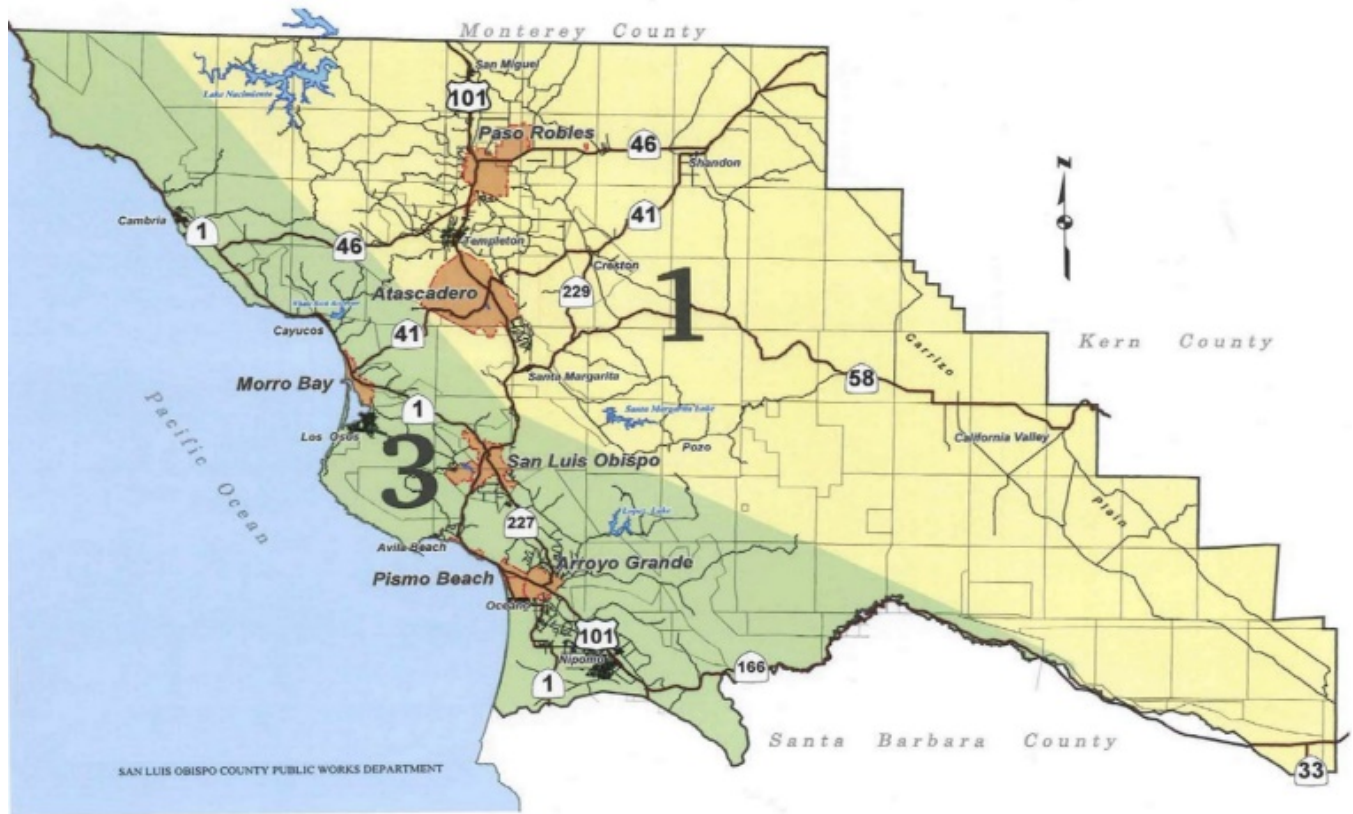 Monterey County
San Miguel
101
Lake Nacimiento
Paso Robles
46
Shandon
N
41
Cambria
1
46
Templeton
Creston
1
229
Atascadero
Kern County
Cayucos
41
Carrizo
58
Santa Margarita
Morro Bay
1
Santa Margarita Lake
Pacific Ocean
Los Osos
California Valley
Pozo
3
San Luis Obispo
Plain
227
Lopez Lake
Avila Beach
Arroyo Grande
Pismo Beach
Oceano
101
Nipomo
166
1
Santa Barbara County
SAN LUIS OBISPO COUNTY PUBLIC WORKS DEPARTMENT
33